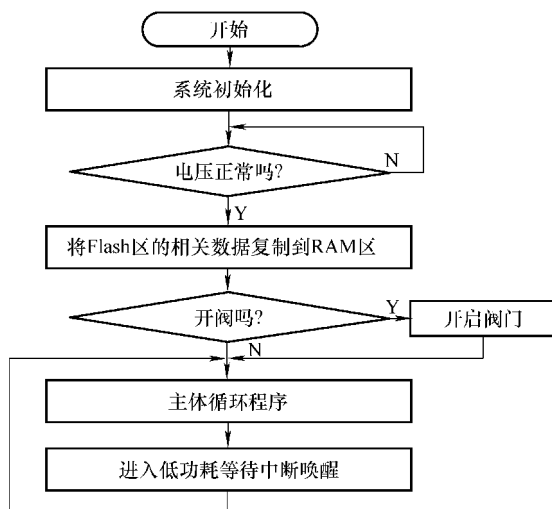 开始
系统初始化
电压正常吗?
N
Y
将Flash区的相关数据复制到RAM区
开阀吗?
Y
开启阀门
N
主体循环程序
进入低功耗等待中断唤醒